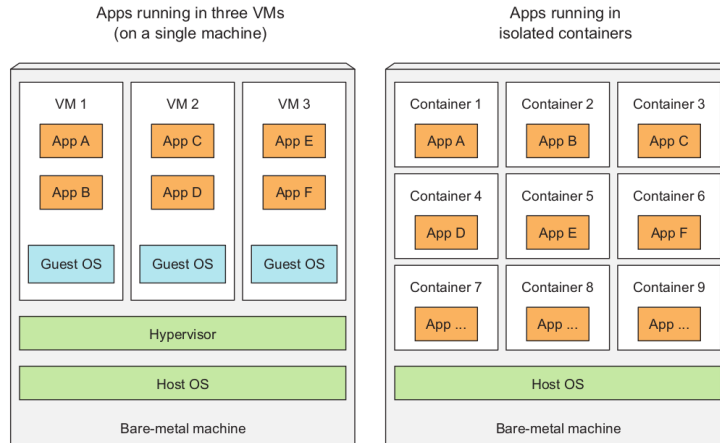 Apps running in three VMs
(on a single machine)
VM 1
VM 2
VM 3
App A
App C
App E
App B
App D
App F
Guest OS
Guest OS
Guest OS
Hypervisor
Host OS
Bare-metal machine
Apps running in
isolated containers
Container 1
Container 2
Container 3
App A
App B
App C
Container 4
Container 5
Container 6
App D
App E
App F
Container 7
Container 8
Container 9
App ...
App ...
App ...
Host OS
Bare-metal machine